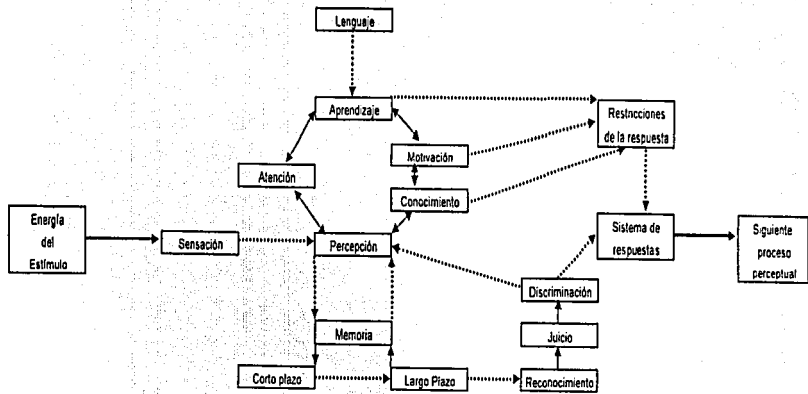 Lenguaje
Aprendizaje
Restricciones
de la respuesta
Motivación
Atención
Conocimiento
Energía
del
Estímulo
Sensación
Percepción
Sistema de
respuestas
Siguiente
proceso
perceptual
Discriminación
Memoria
Juicio
Corto plazo
Largo Plazo
Reconocimiento